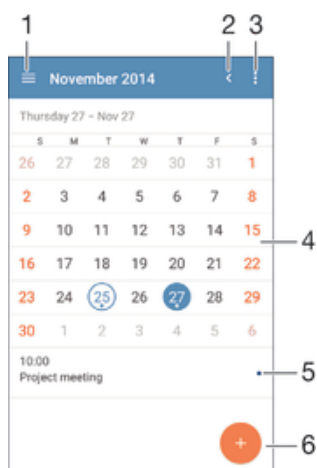 1 2 3
November 2014
Thursday 27 – Nov 27
S M T W T F S
26 27 28 29 30 31 1
2 3 4 5 6 7 8
9 10 11 12 13 14 15
4
16 17 18 19 20 21 22
23 24 25 26 27 28 29
30 1 2 3 4 5 6
10:00
Project meeting
5
6